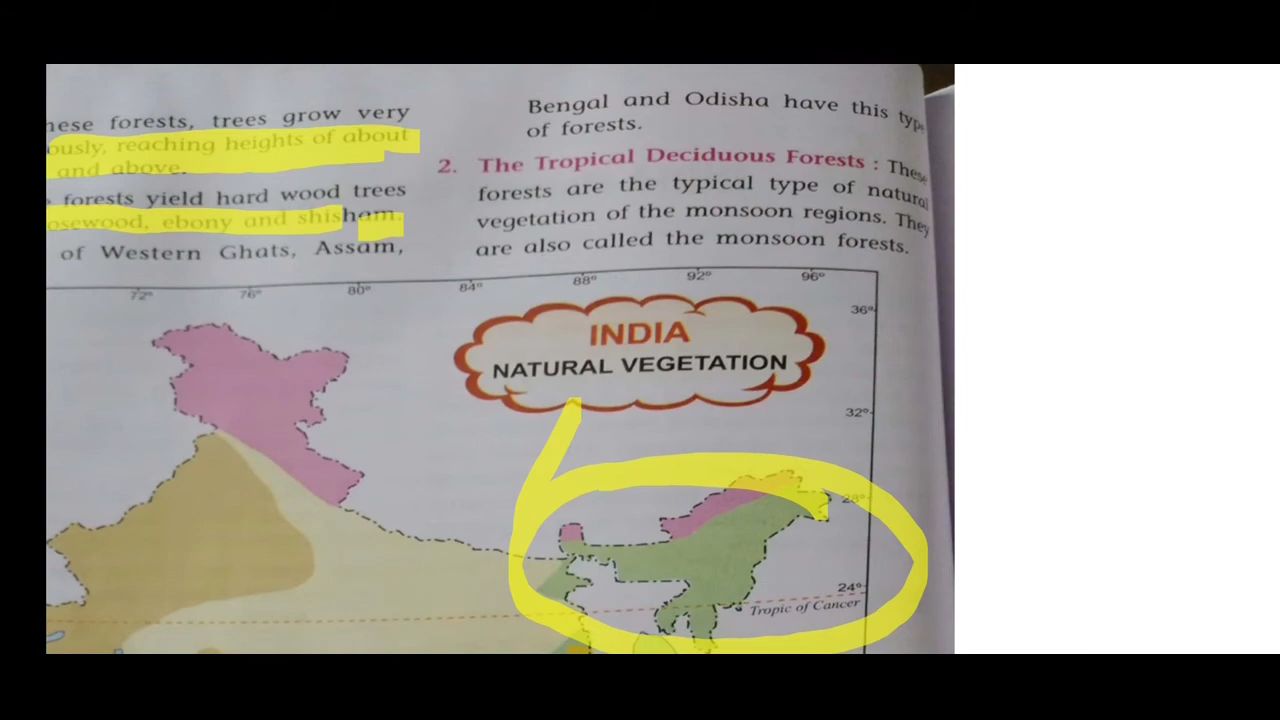 hese forests, trees grow very
ously, reaching heights of about
and above.
forests yield hard wood trees
osewood, ebony and shisham.
of Western Ghats, Assam,
Bengal and Odisha have this type
of forests.
2. The Tropical Deciduous Forests : These
forests are the typical type of natural
vegetation of the monsoon regions. They
are also called the monsoon forests.
72° 76° 80° 84° 88° 92° 96°
INDIA
NATURAL VEGETATION
36°
32°
28°
24°
Tropic of Cancer